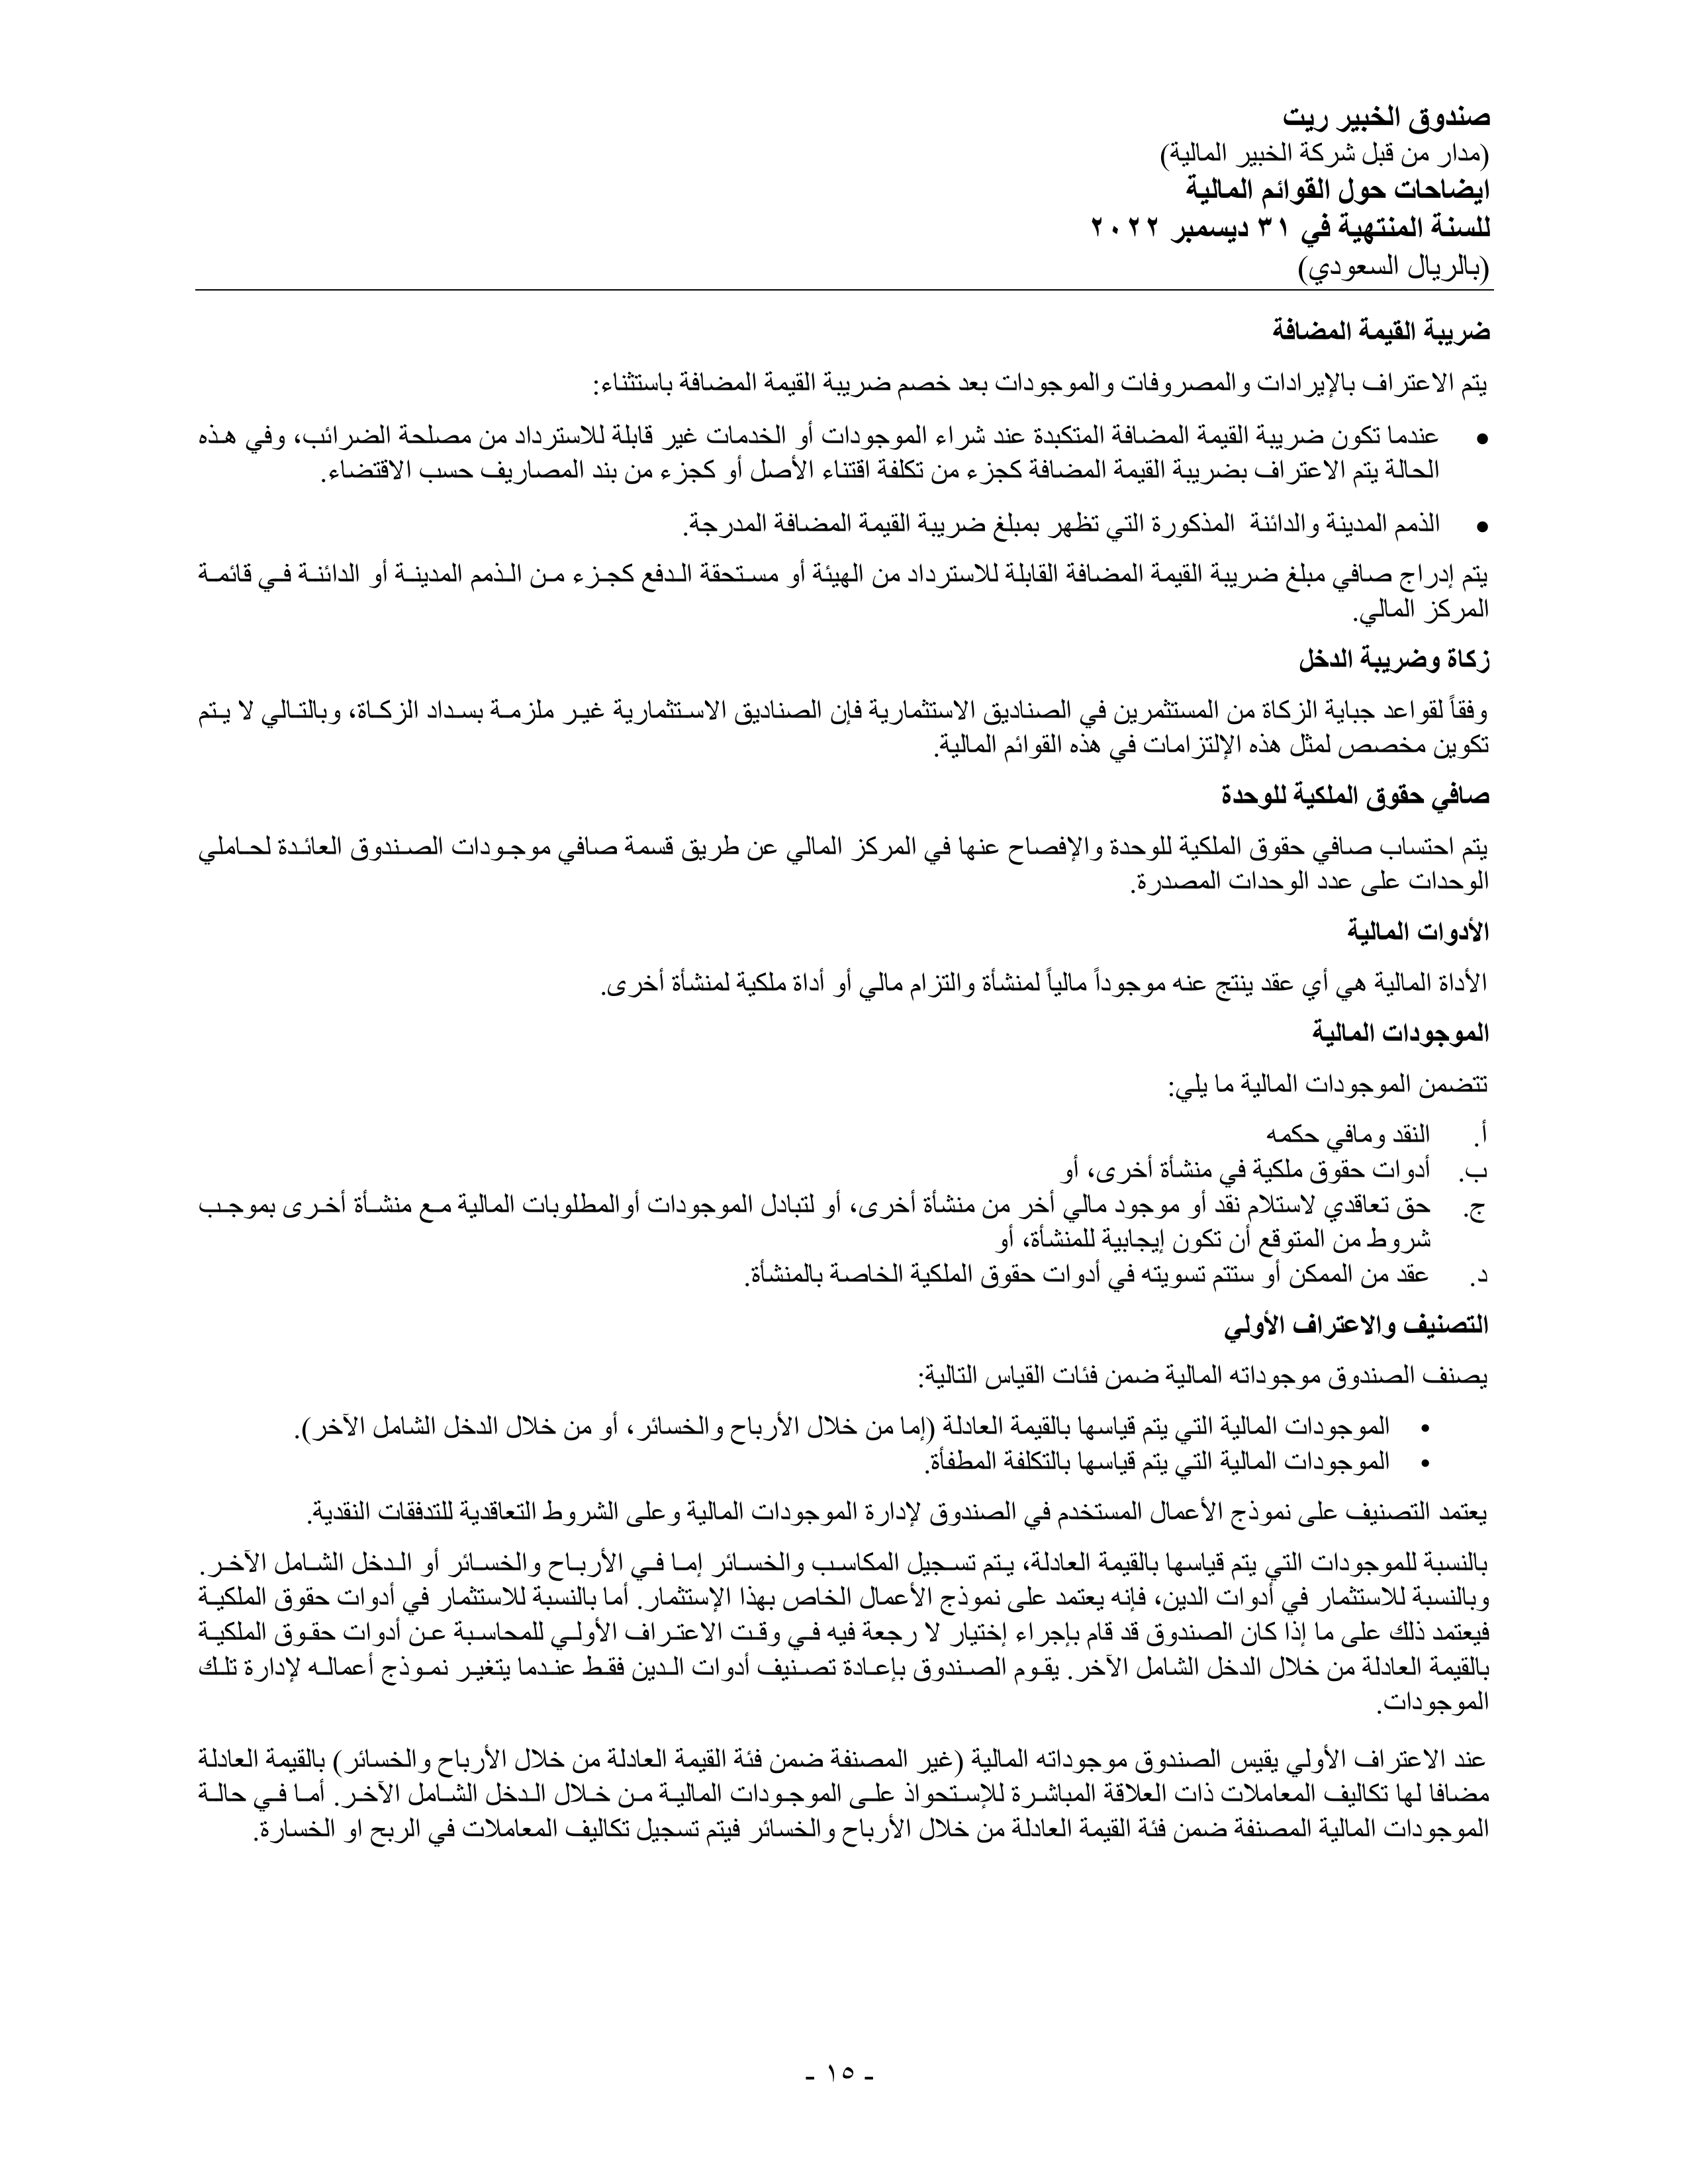 صندوق الخبير ريت
(مدار من قبل شركة الخبير المالية)
ايضاحات حول القوائم المالية
للسنة المنتهية في ٣١ ديسمبر ٢٠٢٢
(بالريال السعودي)
ضريبة القيمة المضافة
يتم الاعتراف بالإيرادات والمصروفات والموجودات بعد خصم ضريبة القيمة المضافة باستثناء:
• عندما تكون ضريبة القيمة المضافة المتكبدة عند شراء الموجودات أو الخدمات غير قابلة للاسترداد من مصلحة الضرائب، وفي هذه
الحالة يتم الاعتراف بضريبة القيمة المضافة كجزء من تكلفة اقتناء الأصل أو كجزء من بند المصاريف حسب الاقتضاء.
• الذمم المدينة والدائنة المذكورة التي تظهر بمبلغ ضريبة القيمة المضافة المدرجة.
يتم إدراج صافي مبلغ ضريبة القيمة المضافة القابلة للاسترداد من الهيئة أو مستحقة الدفع كجزء من الذمم المدينة أو الدائنة في قائمة
المركز المالي.
زكاة وضريبة الدخل
وفقاً لقواعد جباية الزكاة من المستثمرين في الصناديق الاستثمارية فإن الصناديق الاستثمارية غير ملزمة بسداد الزكاة، وبالتالي لا يتم
تكوين مخصص لمثل هذه الإلتزامات في هذه القوائم المالية.
صافي حقوق الملكية للوحدة
يتم احتساب صافي حقوق الملكية للوحدة والإفصاح عنها في المركز المالي عن طريق قسمة صافي موجودات الصندوق العائدة لحاملي
الوحدات على عدد الوحدات المصدرة.
الأدوات المالية
الأداة المالية هي أي عقد ينتج عنه موجوداً مالياً لمنشأة والتزام مالي أو أداة ملكية لمنشأة أخرى.
الموجودات المالية
تتضمن الموجودات المالية ما يلي:
أ. النقد ومافي حكمه
ب. أدوات حقوق ملكية في منشأة أخرى، أو
ج. حق تعاقدي لاستلام نقد أو موجود مالي أخر من منشأة أخرى، أو لتبادل الموجودات أوالمطلوبات المالية مع منشأة أخرى بموجب
شروط من المتوقع أن تكون إيجابية للمنشأة، أو
د. عقد من الممكن أو ستتم تسويته في أدوات حقوق الملكية الخاصة بالمنشأة.
التصنيف والاعتراف الأولي
يصنف الصندوق موجوداته المالية ضمن فئات القياس التالية:
• الموجودات المالية التي يتم قياسها بالقيمة العادلة (إما من خلال الأرباح والخسائر، أو من خلال الدخل الشامل الآخر).
• الموجودات المالية التي يتم قياسها بالتكلفة المطفأة.
يعتمد التصنيف على نموذج الأعمال المستخدم في الصندوق لإدارة الموجودات المالية وعلى الشروط التعاقدية للتدفقات النقدية.
بالنسبة للموجودات التي يتم قياسها بالقيمة العادلة، يتم تسجيل المكاسب والخسائر إما في الأرباح والخسائر أو الدخل الشامل الآخر.
وبالنسبة للاستثمار في أدوات الدين، فإنه يعتمد على نموذج الأعمال الخاص بهذا الإستثمار. أما بالنسبة للاستثمار في أدوات حقوق الملكية
فيعتمد ذلك على ما إذا كان الصندوق قد قام بإجراء إختيار لا رجعة فيه في وقت الاعتراف الأولي للمحاسبة عن أدوات حقوق الملكية
بالقيمة العادلة من خلال الدخل الشامل الآخر. يقوم الصندوق بإعادة تصنيف أدوات الدين فقط عندما يتغير نموذج أعماله لإدارة تلك
الموجودات.
عند الاعتراف الأولي يقيس الصندوق موجوداته المالية (غير المصنفة ضمن فئة القيمة العادلة من خلال الأرباح والخسائر) بالقيمة العادلة
مضافا لها تكاليف المعاملات ذات العلاقة المباشرة للإستحواذ على الموجودات المالية من خلال الدخل الشامل الآخر. أما في حالة
الموجودات المالية المصنفة ضمن فئة القيمة العادلة من خلال الأرباح والخسائر فيتم تسجيل تكاليف المعاملات في الربح او الخسارة.
- ١٥ -